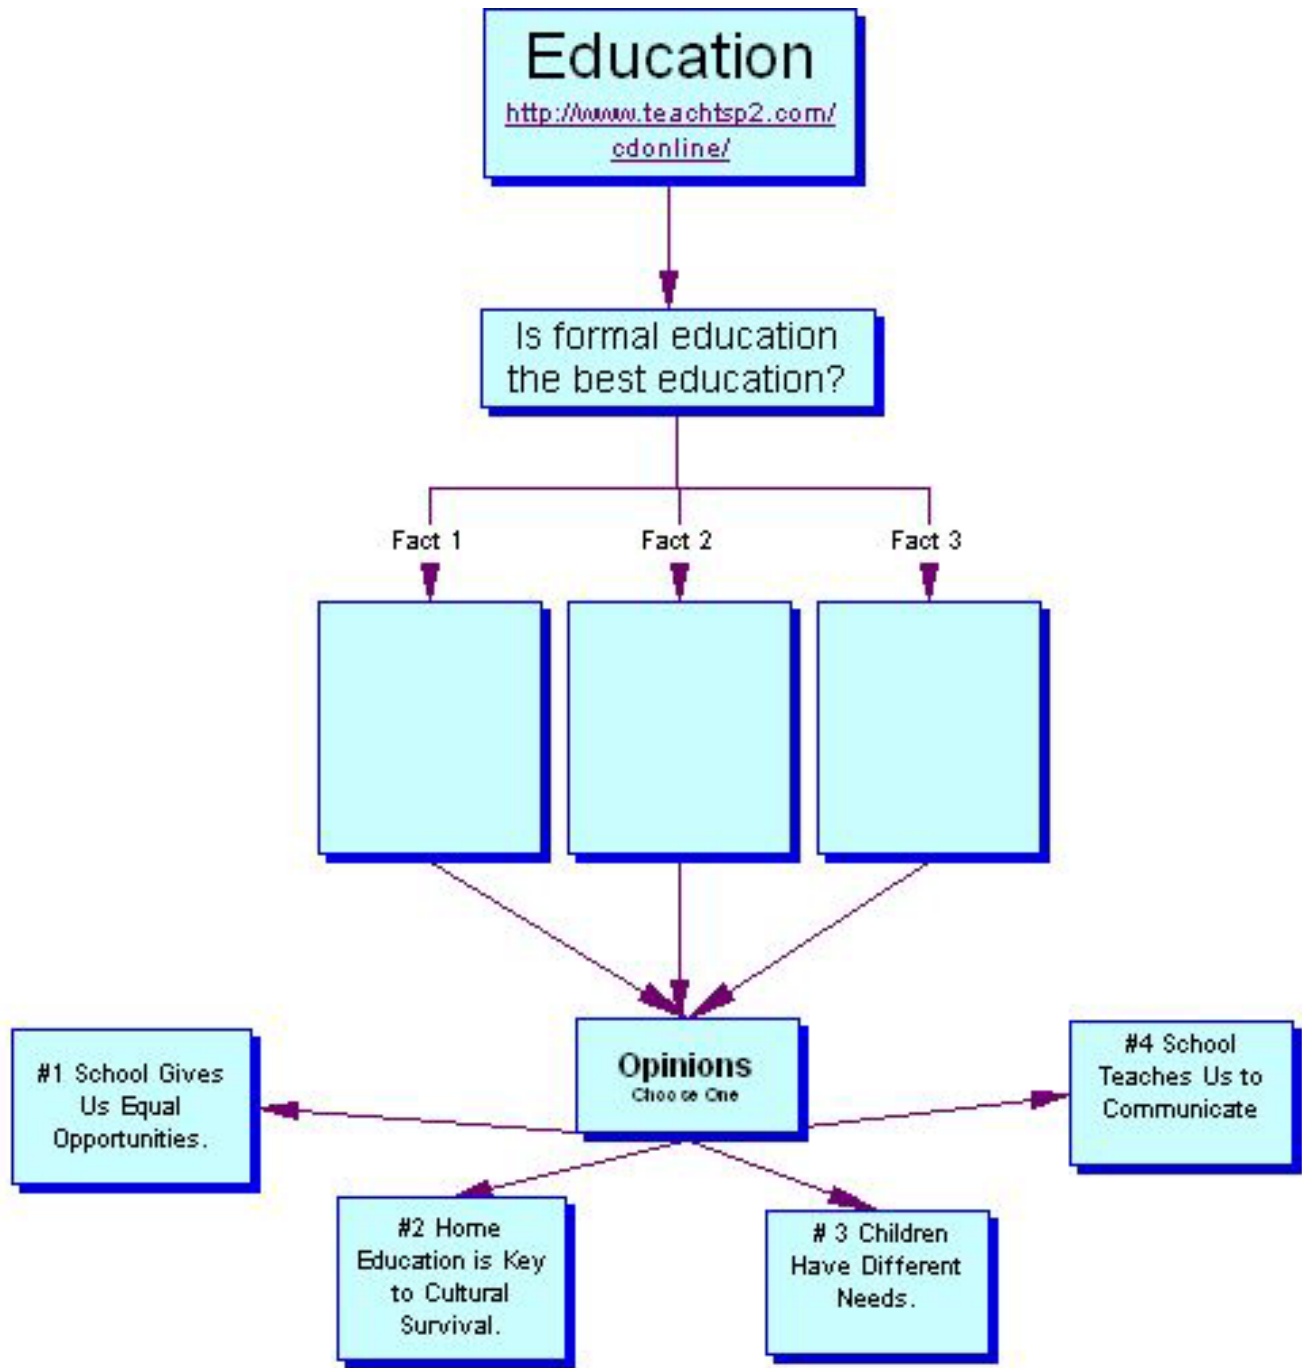 Education
http://www.teachtsp2.com/
cdonline/
Is formal education
the best education?
Fact 1
Fact 2
Fact 3
Opinions
Choose One
#1 School Gives
Us Equal
Opportunities.
#2 Home
Education is Key
to Cultural
Survival.
# 3 Children
Have Different
Needs.
#4 School
Teaches Us to
Communicate